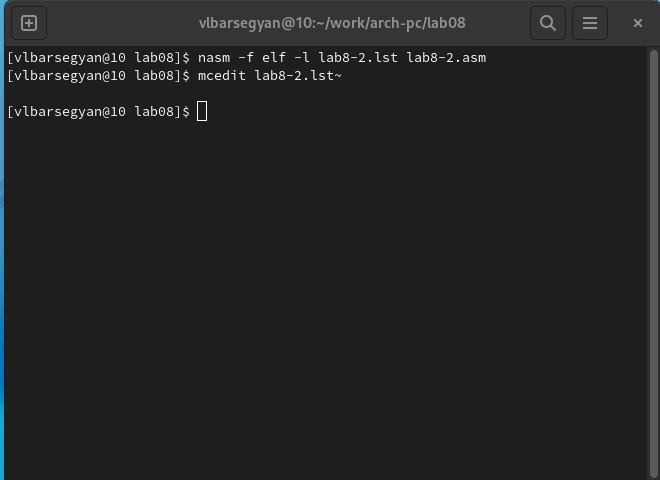 vlbarsegyan@10:~/work/arch-pc/lab08
[vlbarsegyan@10 lab08]$ nasm -f elf -l lab8-2.lst lab8-2.asm
[vlbarsegyan@10 lab08]$ mcedit lab8-2.lst~
[vlbarsegyan@10 lab08]$